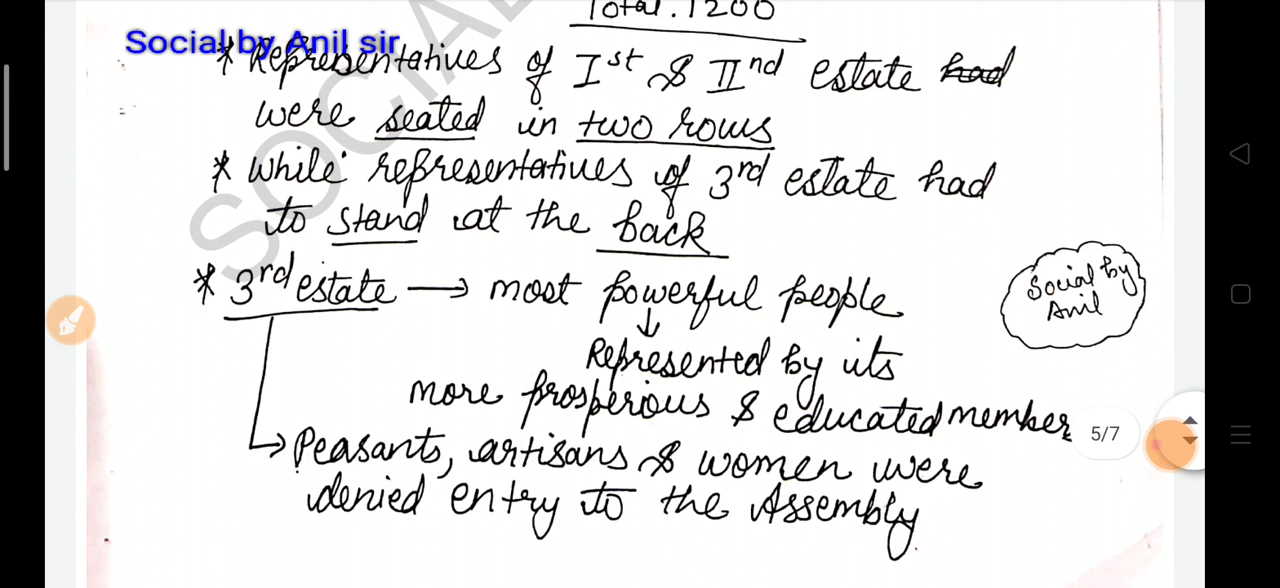 Total . 1200
Social by Anil sir
* Representatives of Ist & IInd estate had
were seated in two rows
* while representatives of 3rd estate had
to stand at the back
* 3rd estate → most powerful people
↓
Represented by its
more prosperious & educated member
Social by
Anil
5/7
→ Peasants, artisans & women were
denied entry to the Assembly
SOCIAL